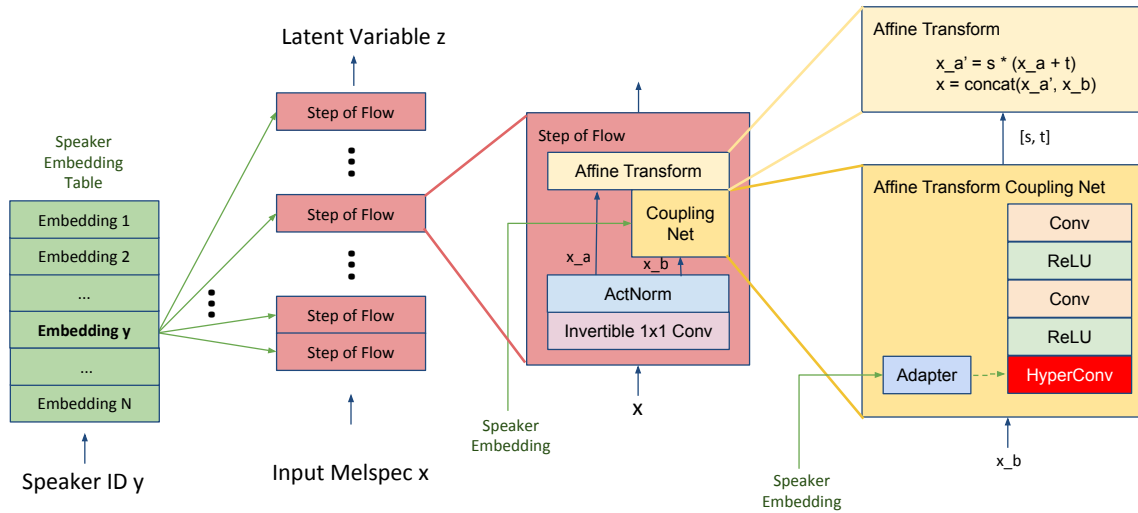 Speaker
Embedding
Table
Embedding 1
Embedding 2
...
Embedding y
...
Embedding N
Speaker ID y
Latent Variable z
Step of Flow
Step of Flow
Step of Flow
Step of Flow
Input Melspec x
Step of Flow
Affine Transform
Coupling
Net
x_a
x_b
ActNorm
Invertible 1x1 Conv
x
Speaker
Embedding
Affine Transform
x_a’ = s * (x_a + t)
x = concat(x_a’, x_b)
[s, t]
Affine Transform Coupling Net
Conv
ReLU
Conv
ReLU
Adapter
HyperConv
x_b
Speaker
Embedding